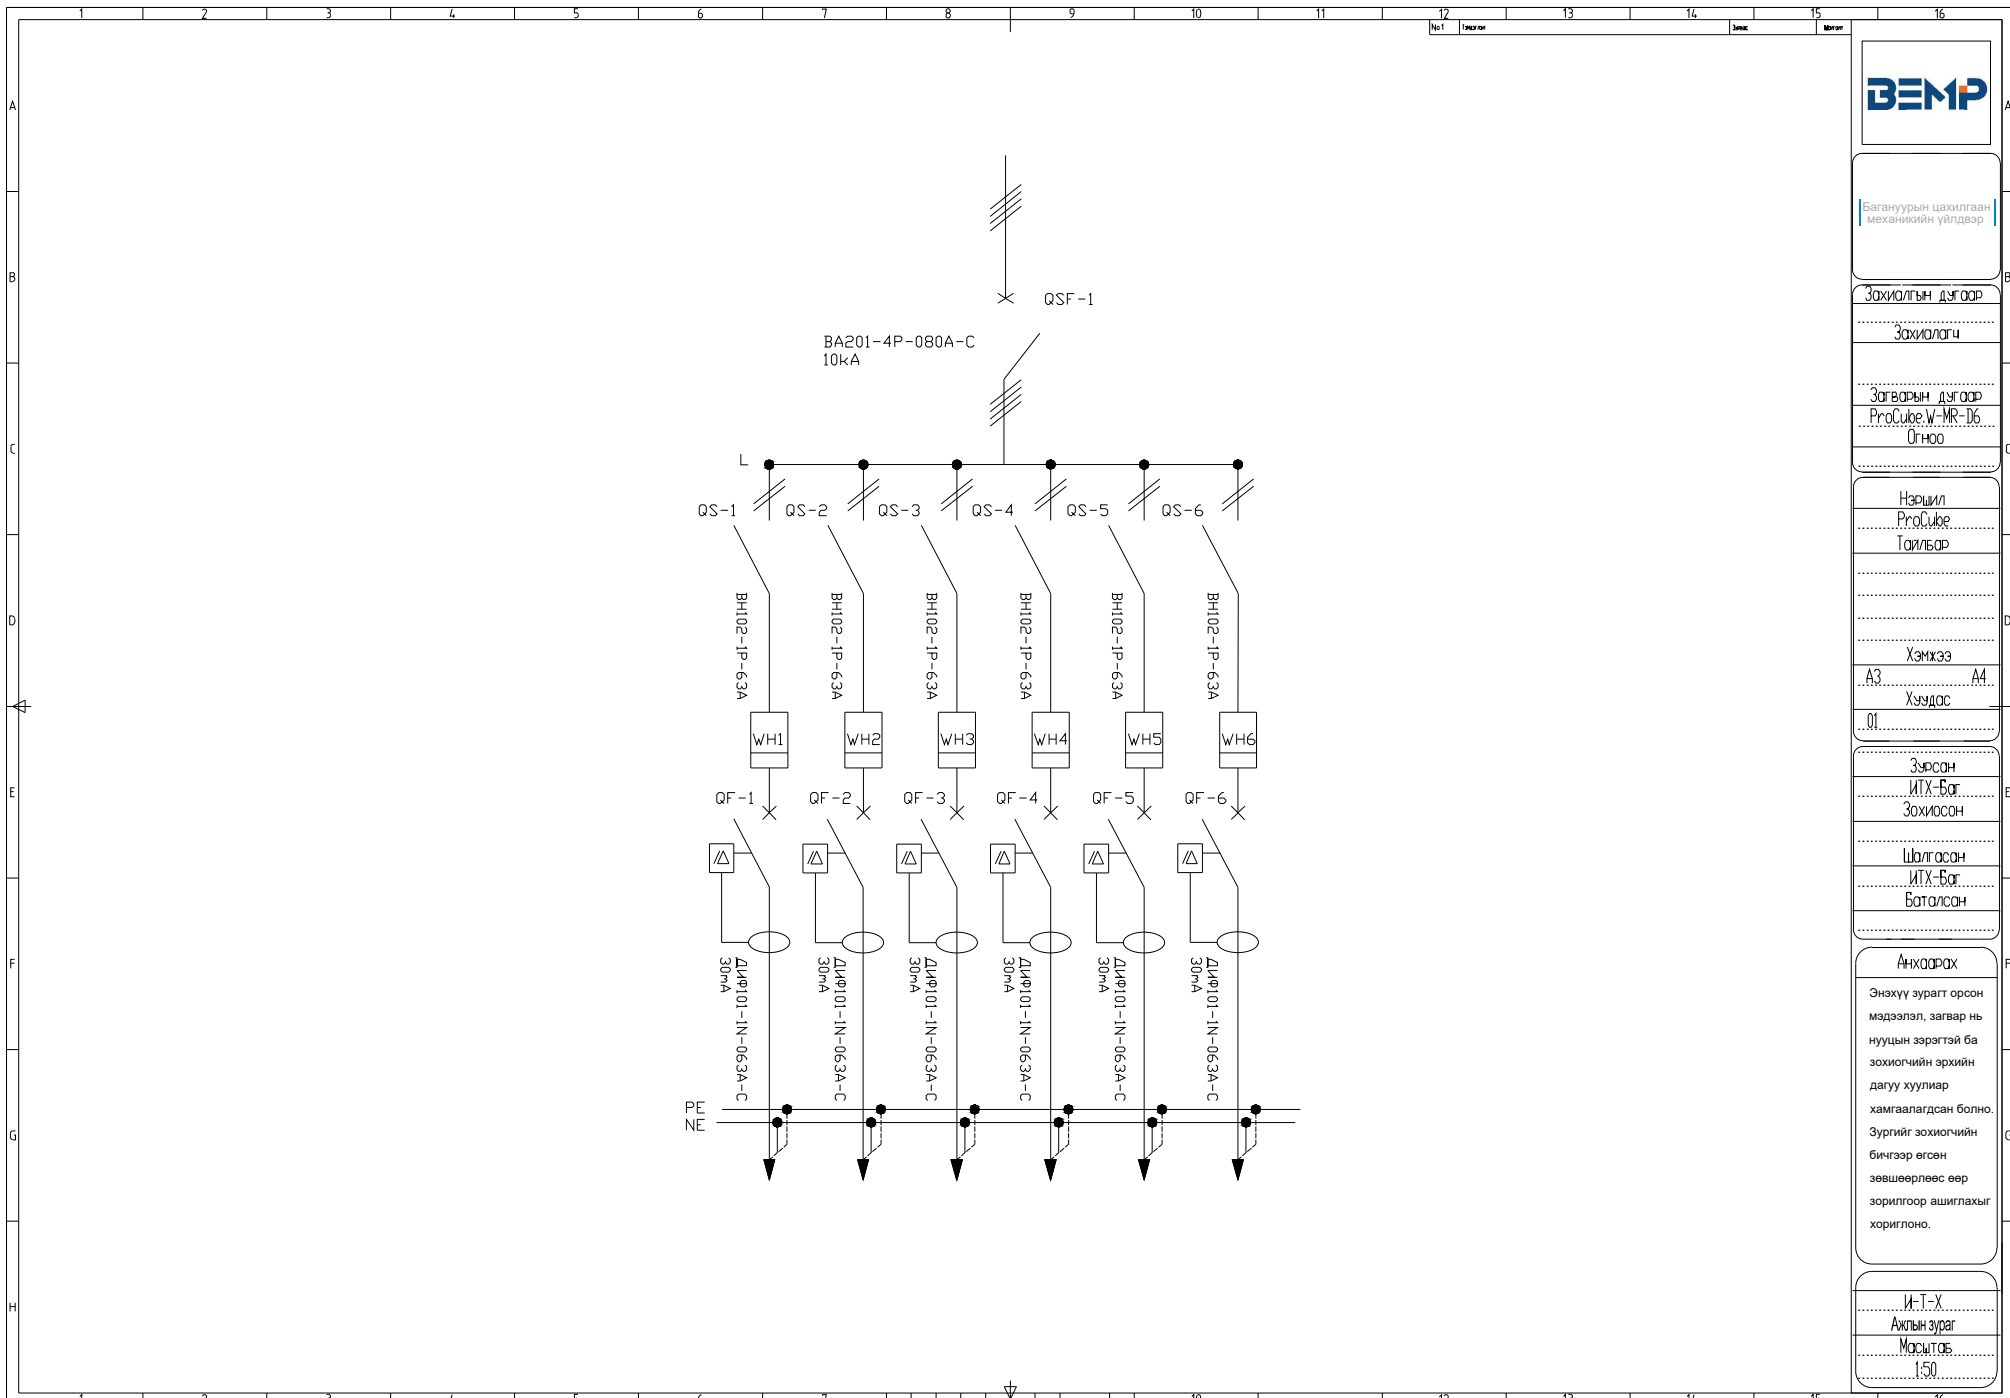 1 2 3 4 5 6 7 8 9 10 11 12 13 14 15 16
№1
BEMP
A A
Багануурын цахилгаан
механикийн үйлдвэр
B B
QSF-1
BA201-4P-080A-C
10kA
Захиалгын дугаар
Захиалагч
Загварын дугаар
ProCube.W-MR-D6
Огноо
C C
L
QS-1 QS-2 QS-3 QS-4 QS-5 QS-6
Нэршил
ProCube
Тайлбар
D D
BH102-1P-63A BH102-1P-63A BH102-1P-63A BH102-1P-63A BH102-1P-63A BH102-1P-63A
Хэмжээ
A3 A4
Хуудас
01
WH1 WH2 WH3 WH4 WH5 WH6
E E
QF-1 QF-2 QF-3 QF-4 QF-5 QF-6
Зурсан
ИТХ-Баг
Зохиосон
Шалгасан
ИТХ-Баг
Баталсан
F F
ДИФ101-1N-063A-C ДИФ101-1N-063A-C ДИФ101-1N-063A-C ДИФ101-1N-063A-C ДИФ101-1N-063A-C ДИФ101-1N-063A-C
30mA 30mA 30mA 30mA 30mA 30mA
Анхаарах
Энэхүү зурагт орсон
мэдээлэл, загвар нь
нууцын зэрэгтэй ба
зохиогчийн эрхийн
дагуу хуулиар
хамгаалагдсан болно.
Зургийг зохиогчийн
бичгээр өгсөн
зөвшөөрлөөс өөр
зорилгоор ашиглахыг
хориглоно.
PE
NE
G G
H
И-Т-Х
Ажлын зураг
Масштаб
1:50